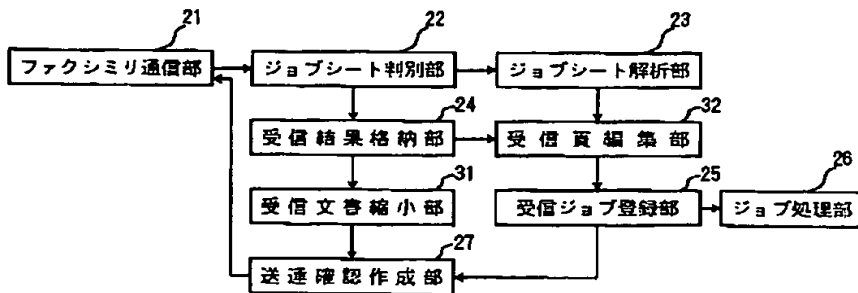 21
22
23
ファクシミリ通信部
ジョブシート判別部
ジョブシート解析部
24
32
受信結果格納部
受信頁編集部
31
25
26
受信文書縮小部
受信ジョブ登録部
ジョブ処理部
27
送達確認作成部